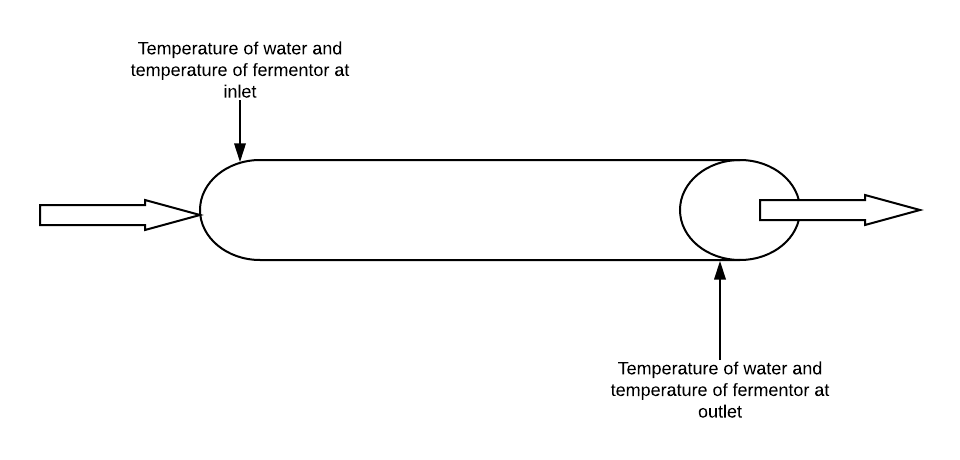 Temperature of water and
temperature of fermentor at
inlet
Temperature of water and
temperature of fermentor at
outlet